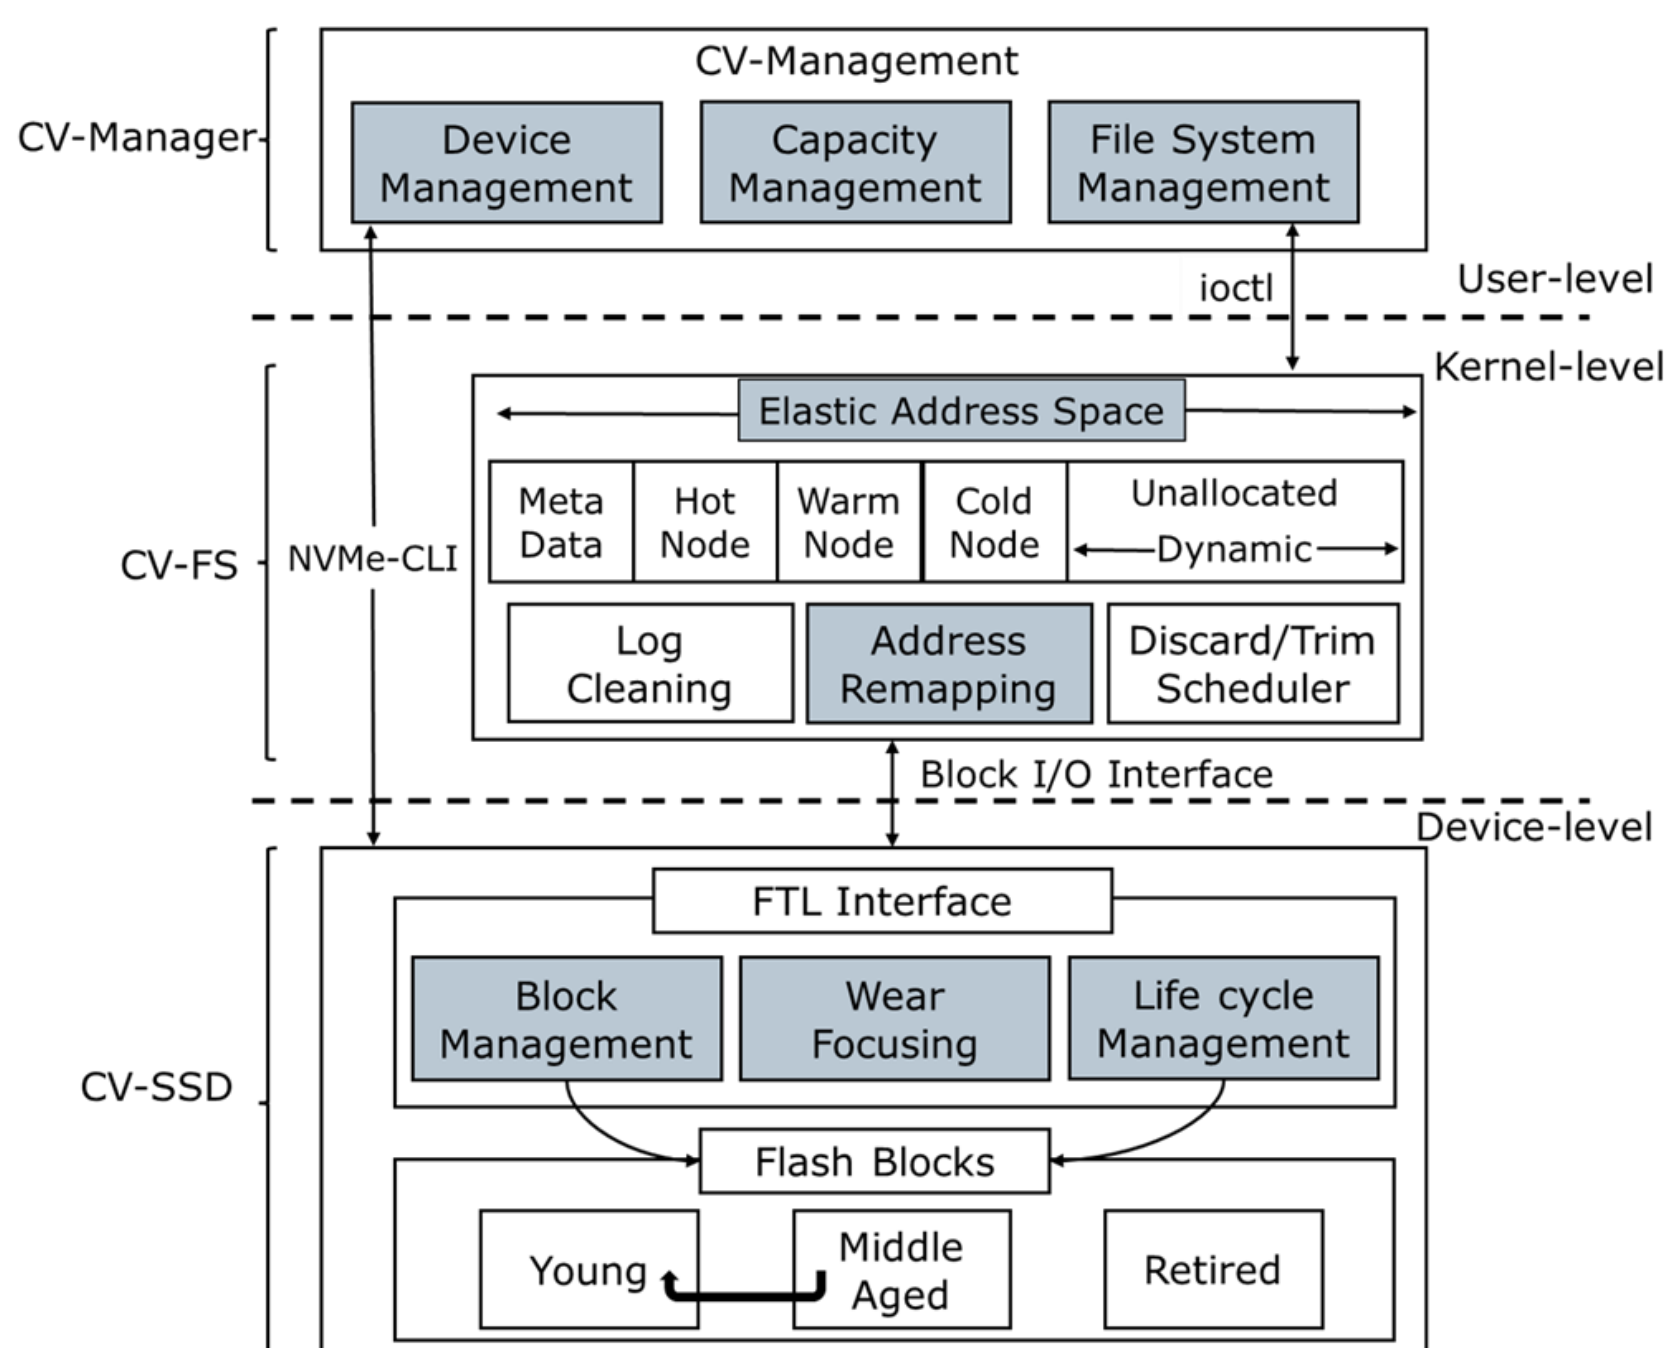 CV-Management
CV-Manager
Device
Management
Capacity
Management
File System
Management
ioctl
User-level
Kernel-level
Elastic Address Space
Meta
Data
Hot
Node
Warm
Node
Cold
Node
Unallocated
Dynamic
CV-FS
NVMe-CLI
Log
Cleaning
Address
Remapping
Discard/Trim
Scheduler
Block I/O Interface
Device-level
FTL Interface
Block
Management
Wear
Focusing
Life cycle
Management
CV-SSD
Flash Blocks
Young
Middle
Aged
Retired